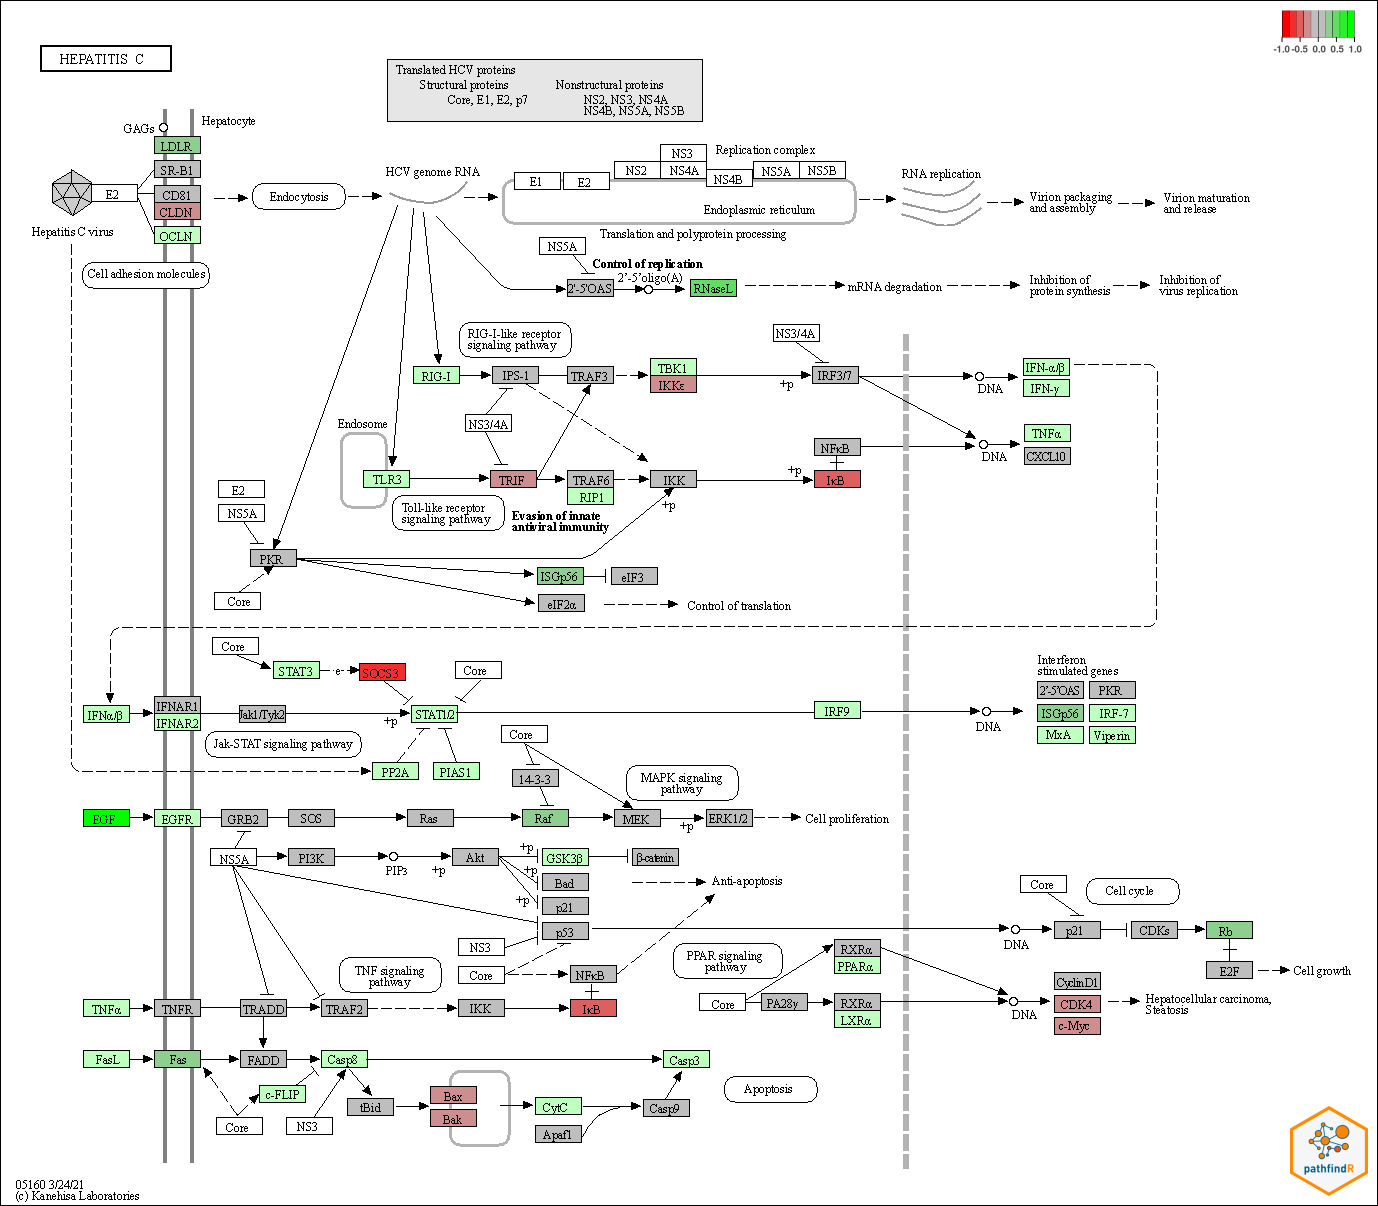 -1.0 -0.5 0.0 0.5 1.0
HEPATITIS C
Translated HCV proteins
Structural proteins
Nonstructural proteins
Core, E1, E2, p7
NS2, NS3, NS4A
NS4B, NS5A, NS5B
GAGs
Hepatocyte
LDLR
SR-B1
E2
CD81
CLDN
OCLN
Hepatitis C virus
Cell adhesion molecules
Endocytosis
HCV genome RNA
E1
E2
NS2
NS3
NS4A
NS4B
NS5A
NS5B
Replication complex
Endoplasmic reticulum
Translation and polyprotein processing
RNA replication
Virion packaging
and assembly
Virion maturation
and release
NS5A
Control of replication
2'-5'OAS
2'-5'oligo(A)
RNaseL
mRNA degradation
Inhibition of
protein synthesis
Inhibition of
virus replication
RIG-I-like receptor
signaling pathway
NS3/4A
RIG-I
IPS-1
TRAF3
TBK1
IKKε
+p
IRF3/7
DNA
IFN-α/β
IFN-γ
NS3/4A
Endosome
TNFα
CXCL10
DNA
NFκB
TLR3
TRIF
TRAF6
RIP1
IKK
+p
+p
IκB
Toll-like receptor
signaling pathway
Evasion of innate
antiviral immunity
E2
NS5A
PKR
Core
ISGp56
eIF3
eIF2α
Control of translation
Core
STAT3
e
SOCS3
Core
IFNα/β
IFNAR1
IFNAR2
Jak1/Tyk2
+p
STAT1/2
IRF9
DNA
Interferon
stimulated genes
2'-5'OAS
PKR
ISGp56
IRF-7
MxA
Viperin
Jak-STAT signaling pathway
PP2A
PIAS1
Core
14-3-3
MAPK signaling
pathway
EGF
EGFR
GRB2
SOS
Ras
Raf
MEK
+p
ERK1/2
Cell proliferation
NS5A
PI3K
PIP3
+p
Akt
+p
+p
+p
GSK3β
β-catenin
Bad
p21
p53
Anti-apoptosis
NS3
Core
NFκB
Core
Cell cycle
DNA
p21
CDKs
Rb
E2F
Cell growth
TNF signaling
pathway
PPAR signaling
pathway
RXRα
PPARα
TNFα
TNFR
TRADD
TRAF2
IKK
IκB
Core
PA28γ
RXRα
LXRα
DNA
CyclinD1
CDK4
c-Myc
Hepatocellular carcinoma,
Steatosis
FasL
Fas
FADD
Casp8
Casp3
c-FLIP
Core
NS3
tBid
Bax
Bak
CytC
Apaf1
Casp9
Apoptosis
pathfindR
05160 3/24/21
(c) Kanehisa Laboratories